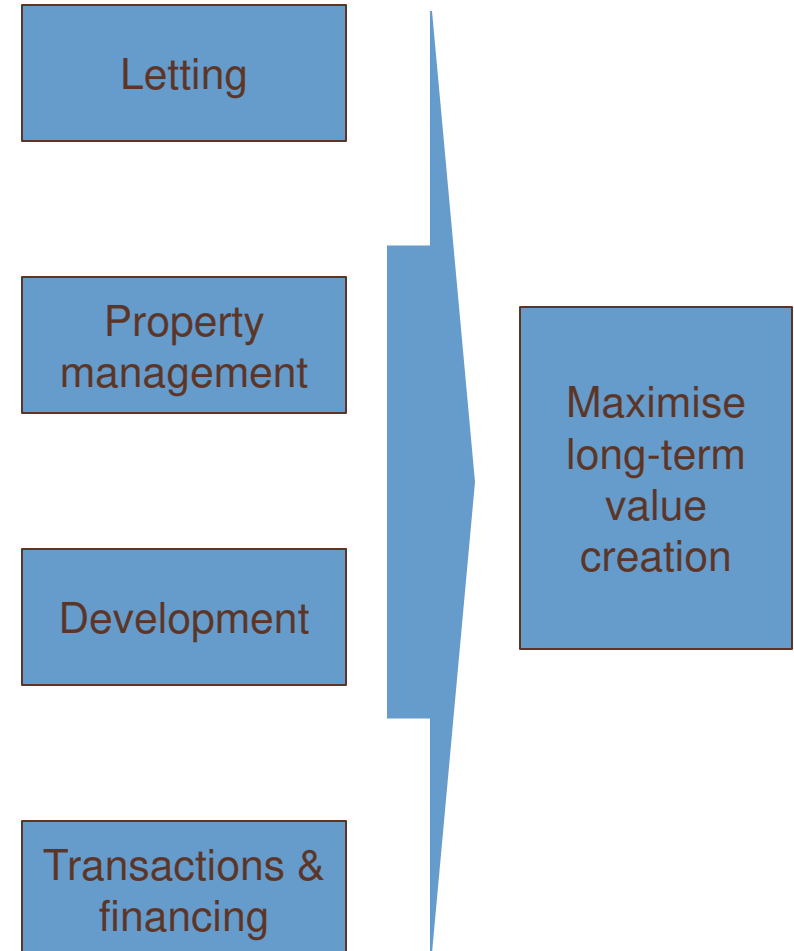 Letting
Property
management
Development
Transactions &
financing
Maximise
long-term
value
creation